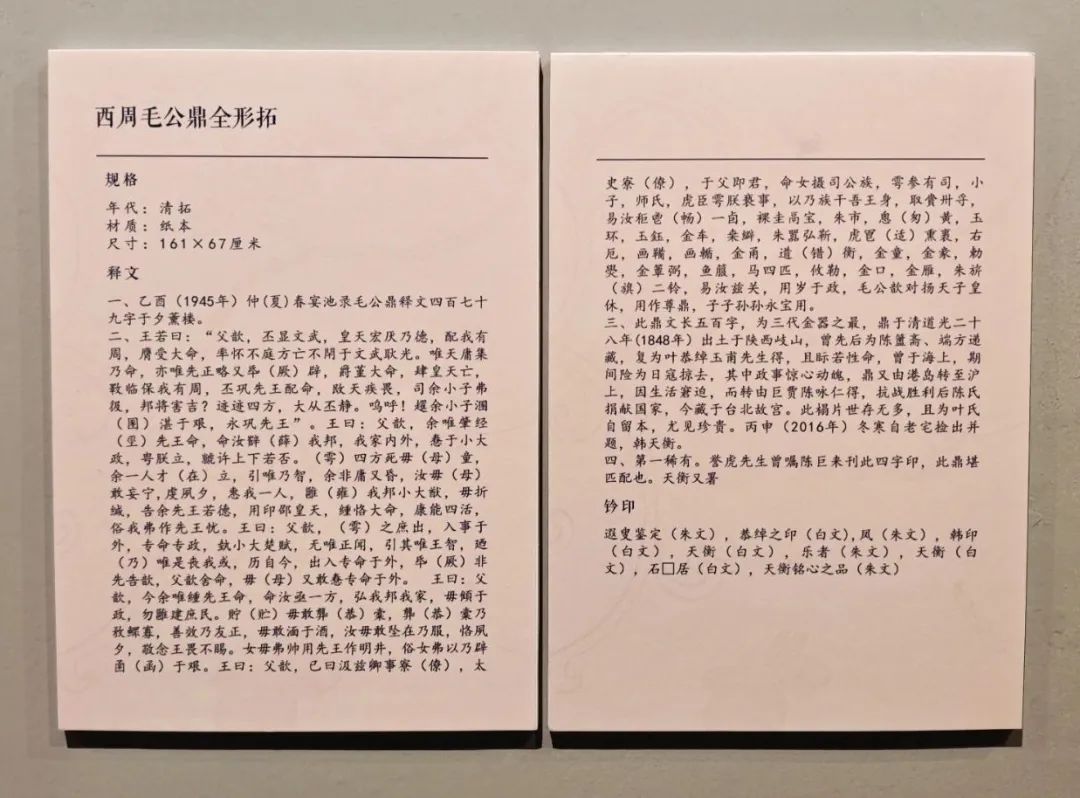 西周毛公鼎全形拓
规格
年代：清拓
材质：纸本
尺寸：161×67厘米
释文
一、乙酉（1945年）仲(夏)春宴池录毛公鼎释文四百七十
九字于夕薰楼。
二、王若曰：“父歆，丕显文武，皇天宏厌乃德，配我有
周，膺受大命，率怀不庭方亡不闬于文武耿光。唯天庸集
乃命，亦唯先正略又（厥）辟，爵堇大命，肆皇天亡，
临保我有周，丕巩先王配命，敃天疾畏，司余小子弗
彶，邦将害吉？迹迹四方，大从丕静。呜呼！趯余小子溷
（圂）湛于艰，永巩先王”。王曰：父歆，余唯肇经
（坙）先王命，命汝辥（薛）我邦，我家内外，惷于小大
政，甹朕立，虩许上下若否。（雩）四方死毋（母）童，
余一人才（在）立，引唯乃智，余非庸又昏，汝毋（母）
敢妄宁,虔夙夕，惠我一人，雝（雍）我邦小大猷，毋折
缄，告余先王若德，用印邵皇天，緟恪大命，康能四活，
俗我弗作先王忧。王曰：父歆，（雩）之庶出，入事于
外，专命专政，埶小大楚赋，无唯正闻，引其唯王智，廼
（乃）唯是丧我或，历自今，出入专命于外，（厥）非
先告歆，父歆舍命，毋（母）又敢惷专命于外。 王曰：父
歆，今余唯緟先王命，命汝亟一方，弘我邦我家，毋顀于
政，勿雝建庶民。貯（贮）毋敢龏（恭）橐，龏（恭）橐乃
敄鳏寡，善效乃友正，毋敢湎于酒，汝毋敢坠在乃服，恪夙
夕，敬念王畏不赐。女毋弗帅用先王作明井，俗女弗以乃辟
圅（函）于艰。王曰：父歆，已曰汲兹卿事寮（僚），太
史寮（僚），于父即君，命女摄司公族，雩参有司，小
子，师氏，虎臣雩朕亵事，以乃族干吾王身，取卅寽，
易汝秬鬯（畅）一卣，裸圭鬲宝，朱巿，悤（匆）黄，玉
环，玉鈺，金车，朱弘靳，虎（适）熏裏，右
厄，画，画，金甬，道（错）衡，金童，金豙，
金簟弼，鱼箙，马四匹，攸勒，金口，金雁，朱旂
（旗）二铃，易汝兹关，用岁于政，毛公歆对扬天子皇
休，用作尊鼎，子子孙孙永宝用。
三、此鼎文长五百字，为三代金器之最，鼎于清道光二十
八年(1848年）出土于陕西岐山，曾先后为陈簠斋、端方递
藏，复为叶恭绰玉甫先生得，且眎若性命，曾于海上，期
间险为日寇掠去，其中政事惊心动魄，鼎又由港岛转至沪
上，因生活窘迫，而转由巨贾陈咏仁得，抗战胜利后陈氏
捐献国家，今藏于台北故宫。此榻片世存无多，且为叶氏
自留本，尤见珍贵。丙申（2016年）冬寒自老宅捡出并
题，韩天衡。
四、第一稀有。誉虎先生曾嘱陈巨来刊此四字印，此鼎堪
匹配也。天衡又署
钤印
遐叟鉴定（朱文），恭绰之印（白文),凤（朱文），韩印
（白文），天衡（白文），乐者（朱文），天衡（白
文），石□居（白文），天衡铭心之品（朱文）